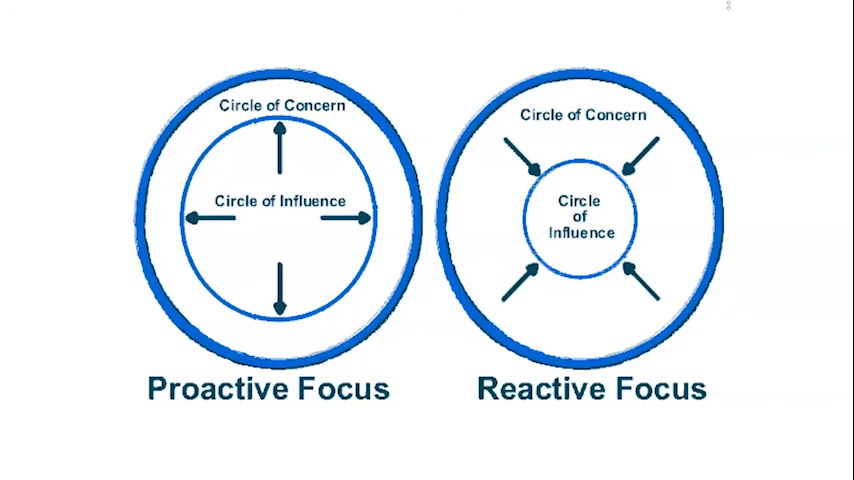 Circle of Concern
Circle of Influence
Proactive Focus
Circle of Concern
Circle
of
Influence
Reactive Focus